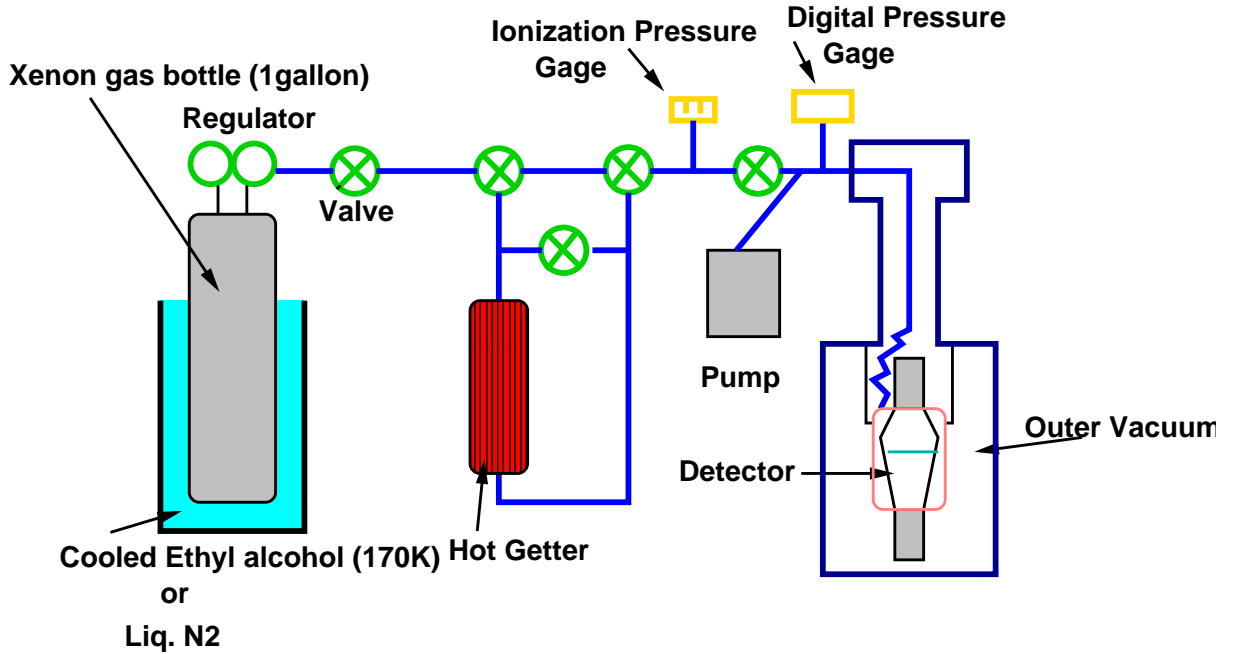 Ionization Pressure
Gage
Digital Pressure
Gage
Xenon gas bottle (1gallon)
Regulator
Valve
Pump
Outer Vacuum
Detector
Hot Getter
Cooled Ethyl alcohol (170K)
or
Liq. N2